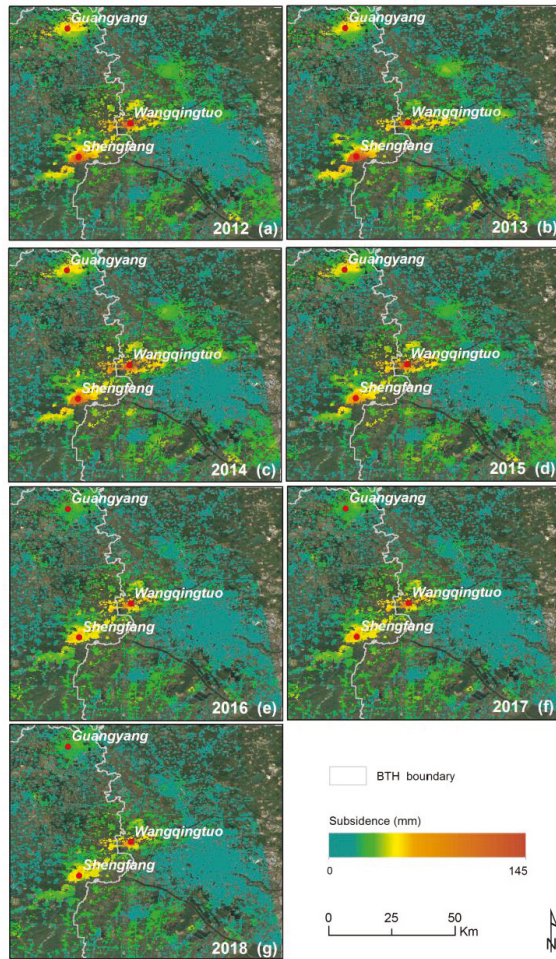 Guangyang
Wangqingtuo
Shengfang
2012 (a)
Guangyang
Wangqingtuo
Shengfang
2013 (b)
Guangyang
Wangqingtuo
Shengfang
2014 (c)
Guangyang
Wangqingtuo
Shengfang
2015 (d)
Guangyang
Wangqingtuo
Shengfang
2016 (e)
Guangyang
Wangqingtuo
Shengfang
2017 (f)
Guangyang
Wangqingtuo
Shengfang
2018 (g)
BTH boundary
Subsidence (mm)
0 145
0 25 50
Km
N